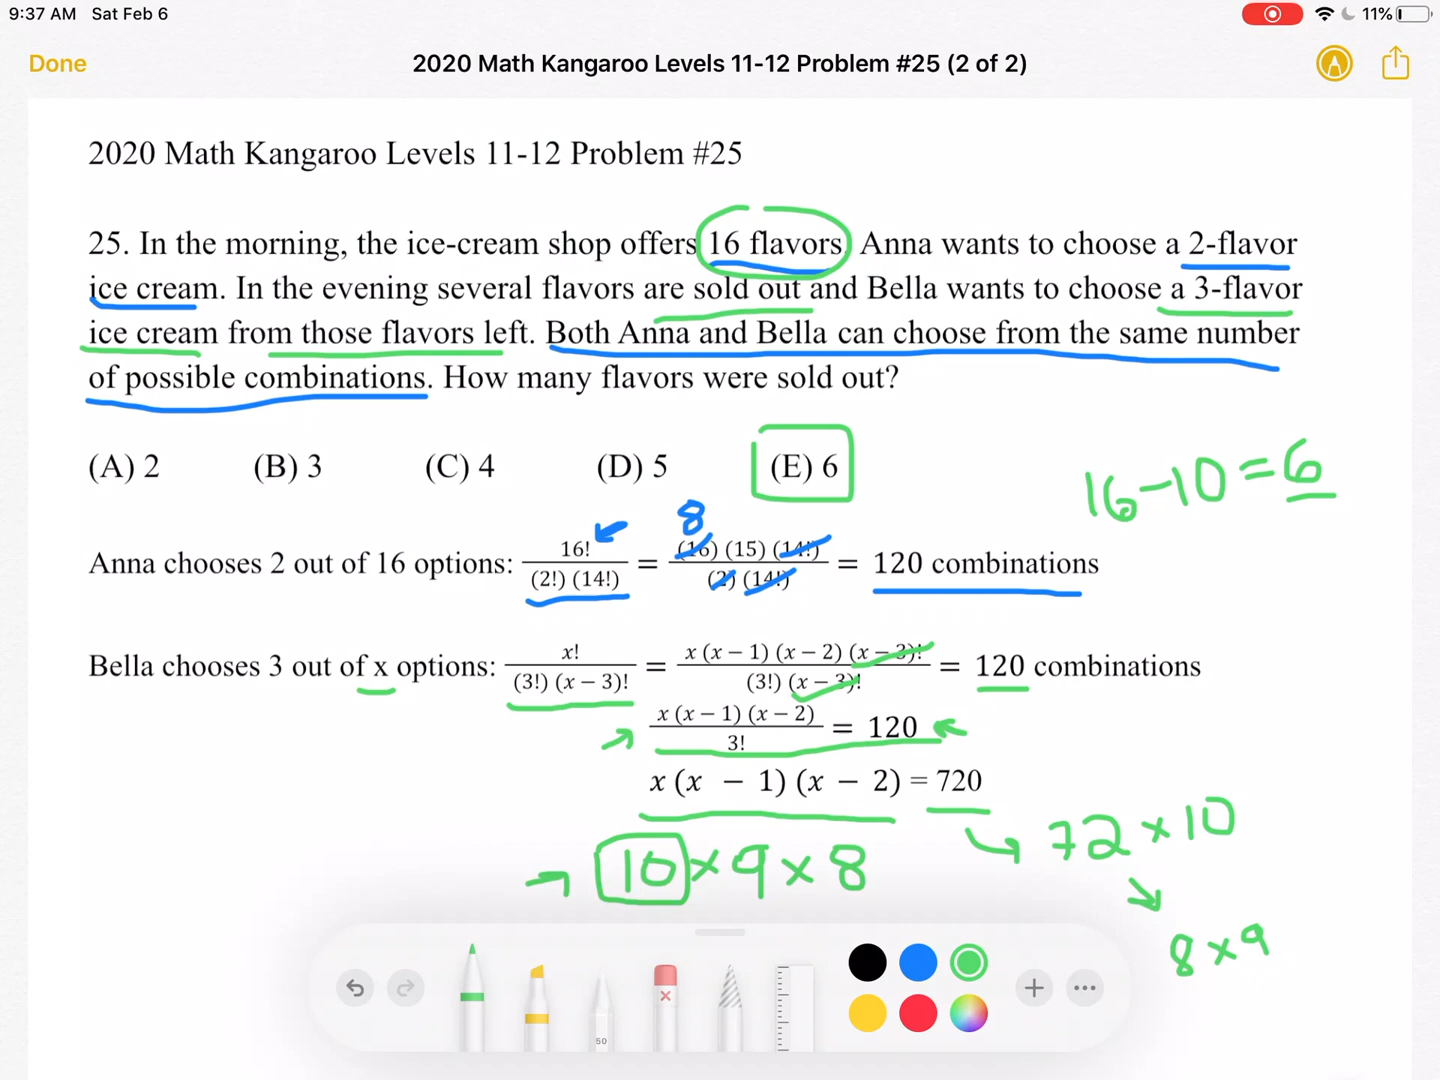 9:37 AM Sat Feb 6
11%
Done
2020 Math Kangaroo Levels 11-12 Problem #25 (2 of 2)
2020 Math Kangaroo Levels 11-12 Problem #25
25. In the morning, the ice-cream shop offers 16 flavors. Anna wants to choose a 2-flavor
ice cream. In the evening several flavors are sold out and Bella wants to choose a 3-flavor
ice cream from those flavors left. Both Anna and Bella can choose from the same number
of possible combinations. How many flavors were sold out?
(A) 2 (B) 3 (C) 4 (D) 5 (E) 6
16-10=6
8
Anna chooses 2 out of 16 options: 16! / (2!) (14!) = (16) (15) (14!) / (2) (14!) = 120 combinations
Bella chooses 3 out of x options: x! / (3!) (x − 3)! = x (x − 1) (x − 2) (x − 3)! / (3!) (x − 3)! = 120 combinations
x (x − 1) (x − 2) / 3! = 120
x (x − 1) (x − 2) = 720
72 × 10
10 × 9 × 8
8 × 9
50